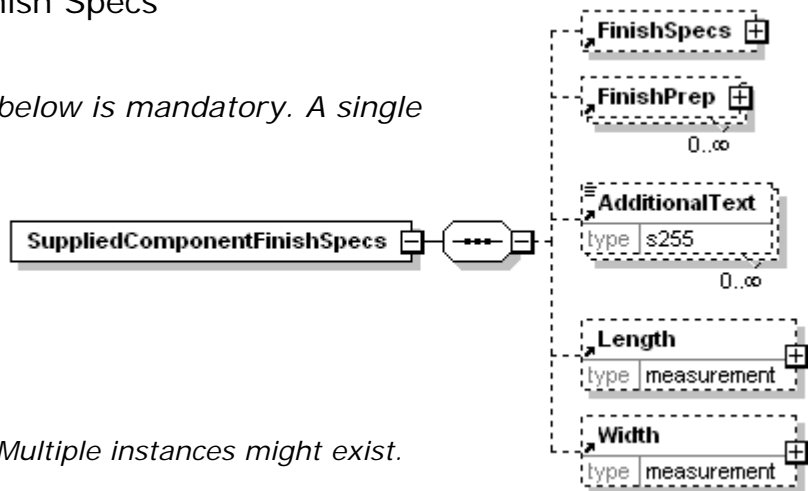 nish Specs
below is mandatory. A single
SuppliedComponentFinishSpecs
Multiple instances might exist.
FinishSpecs
FinishPrep
0..∞
AdditionalText
type s255
0..∞
Length
type measurement
Width
type measurement